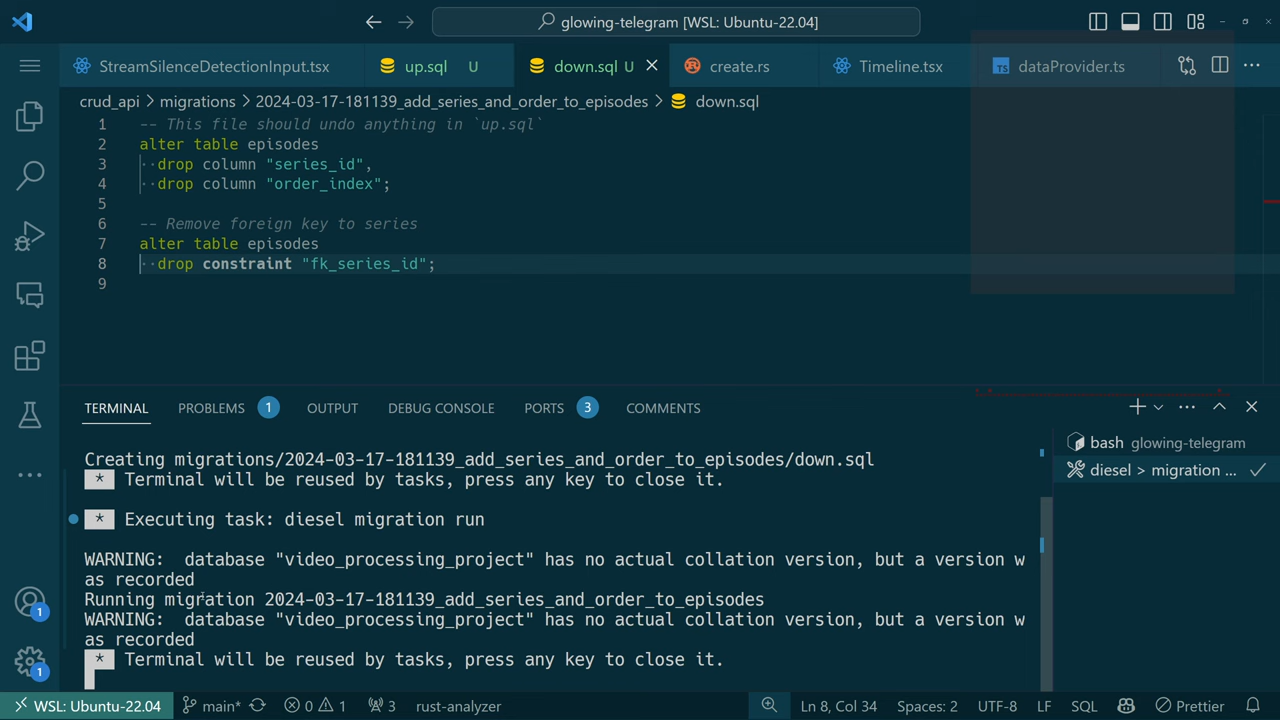 glowing-telegram [WSL: Ubuntu-22.04]
StreamSilenceDetectionInput.tsx
up.sql U
down.sql U
create.rs
Timeline.tsx
dataProvider.ts
crud_api > migrations > 2024-03-17-181139_add_series_and_order_to_episodes > down.sql
1 -- This file should undo anything in `up.sql`
2 alter table episodes
3 ··drop column "series_id",
4 ··drop column "order_index";
5
6 -- Remove foreign key to series
7 alter table episodes
8 ··drop constraint "fk_series_id";
9
TERMINAL PROBLEMS 1 OUTPUT DEBUG CONSOLE PORTS 3 COMMENTS
Creating migrations/2024-03-17-181139_add_series_and_order_to_episodes/down.sql
* Terminal will be reused by tasks, press any key to close it.
* Executing task: diesel migration run
WARNING:  database "video_processing_project" has no actual collation version, but a version w
as recorded
Running migration 2024-03-17-181139_add_series_and_order_to_episodes
WARNING:  database "video_processing_project" has no actual collation version, but a version w
as recorded
* Terminal will be reused by tasks, press any key to close it.
bash glowing-telegram
diesel > migration ...
1
1
WSL: Ubuntu-22.04 main* 0 1 3 rust-analyzer Ln 8, Col 34 Spaces: 2 UTF-8 LF SQL Prettier